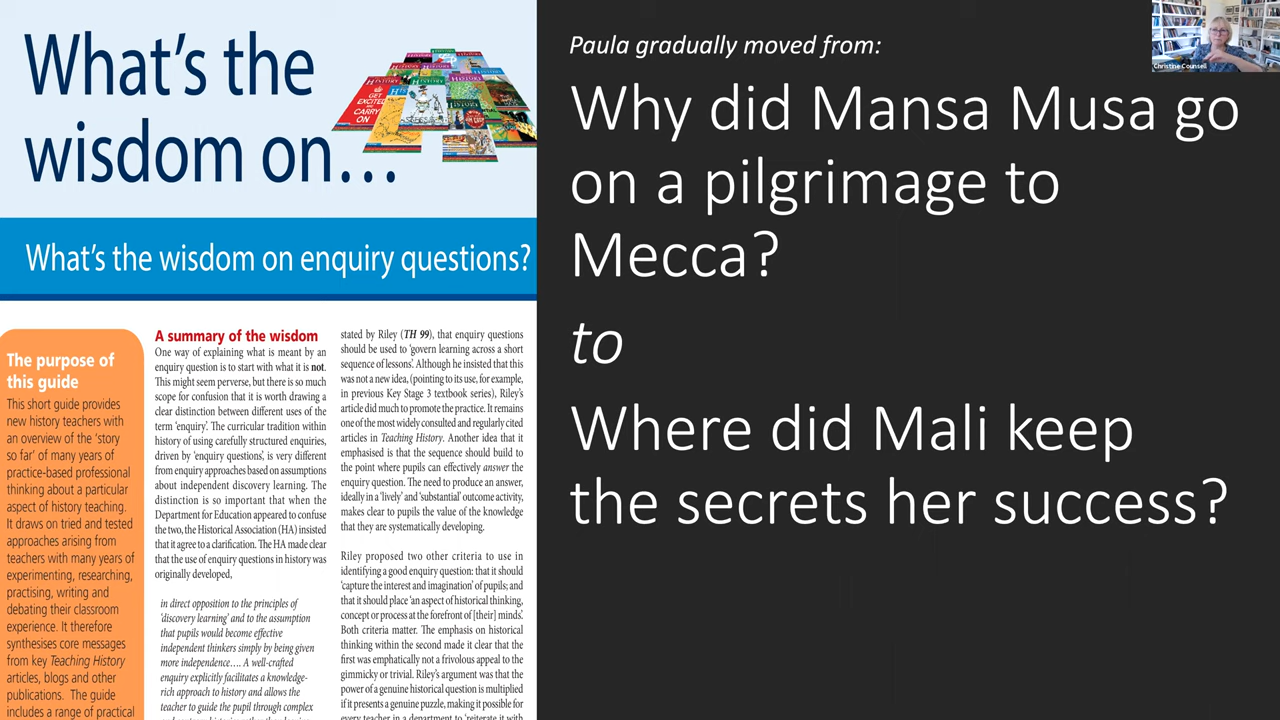 What's the
wisdom on…
GET
EXCITED
CARRY
ON
What's the wisdom on enquiry questions?
The purpose of
this guide
This short guide provides
new history teachers with
an overview of the 'story
so far' of many years of
practice-based professional
thinking about a particular
aspect of history teaching.
It draws on tried and tested
approaches arising from
teachers with many years of
experimenting, researching,
practising, writing and
debating their classroom
experience. It therefore
synthesises core messages
from key Teaching History
articles, blogs and other
publications. The guide
includes a range of practical
A summary of the wisdom
One way of explaining what is meant by an
enquiry question is to start with what it is not.
This might seem perverse, but there is so much
scope for confusion that it is worth drawing a
clear distinction between different uses of the
term 'enquiry'. The curricular tradition within
history of using carefully structured enquiries,
driven by 'enquiry questions', is very different
from enquiry approaches based on assumptions
about independent discovery learning. The
distinction is so important that when the
Department for Education appeared to confuse
the two, the Historical Association (HA) insisted
that it agree to a clarification. The HA made clear
that the use of enquiry questions in history was
originally developed,
in direct opposition to the principles of
'discovery learning' and to the assumption
that pupils would become effective
independent thinkers simply by being given
more independence…. A well-crafted
enquiry explicitly facilitates a knowledge-
rich approach to history and allows the
teacher to guide the pupil through complex
stated by Riley (TH 99), that enquiry questions
should be used to 'govern learning across a short
sequence of lessons'. Although he insisted that this
was not a new idea, (pointing to its use, for example,
in previous Key Stage 3 textbook series), Riley's
article did much to promote the practice. It remains
one of the most widely consulted and regularly cited
articles in Teaching History. Another idea that it
emphasised is that the sequence should build to
the point where pupils can effectively answer the
enquiry question. The need to produce an answer,
ideally in a 'lively' and 'substantial' outcome activity,
makes clear to pupils the value of the knowledge
that they are systematically developing.
Riley proposed two other criteria to use in
identifying a good enquiry question: that it should
'capture the interest and imagination' of pupils; and
that it should place 'an aspect of historical thinking,
concept or process at the forefront of [their] minds'.
Both criteria matter. The emphasis on historical
thinking within the second made it clear that the
first was emphatically not a frivolous appeal to the
gimmicky or trivial. Riley's argument was that the
power of a genuine historical question is multiplied
if it presents a genuine puzzle, making it possible for
every teacher in a department to 'reiterate it with
Paula gradually moved from:
Why did Mansa Musa go
on a pilgrimage to
Mecca?
to
Where did Mali keep
the secrets her success?
Christine Counsell